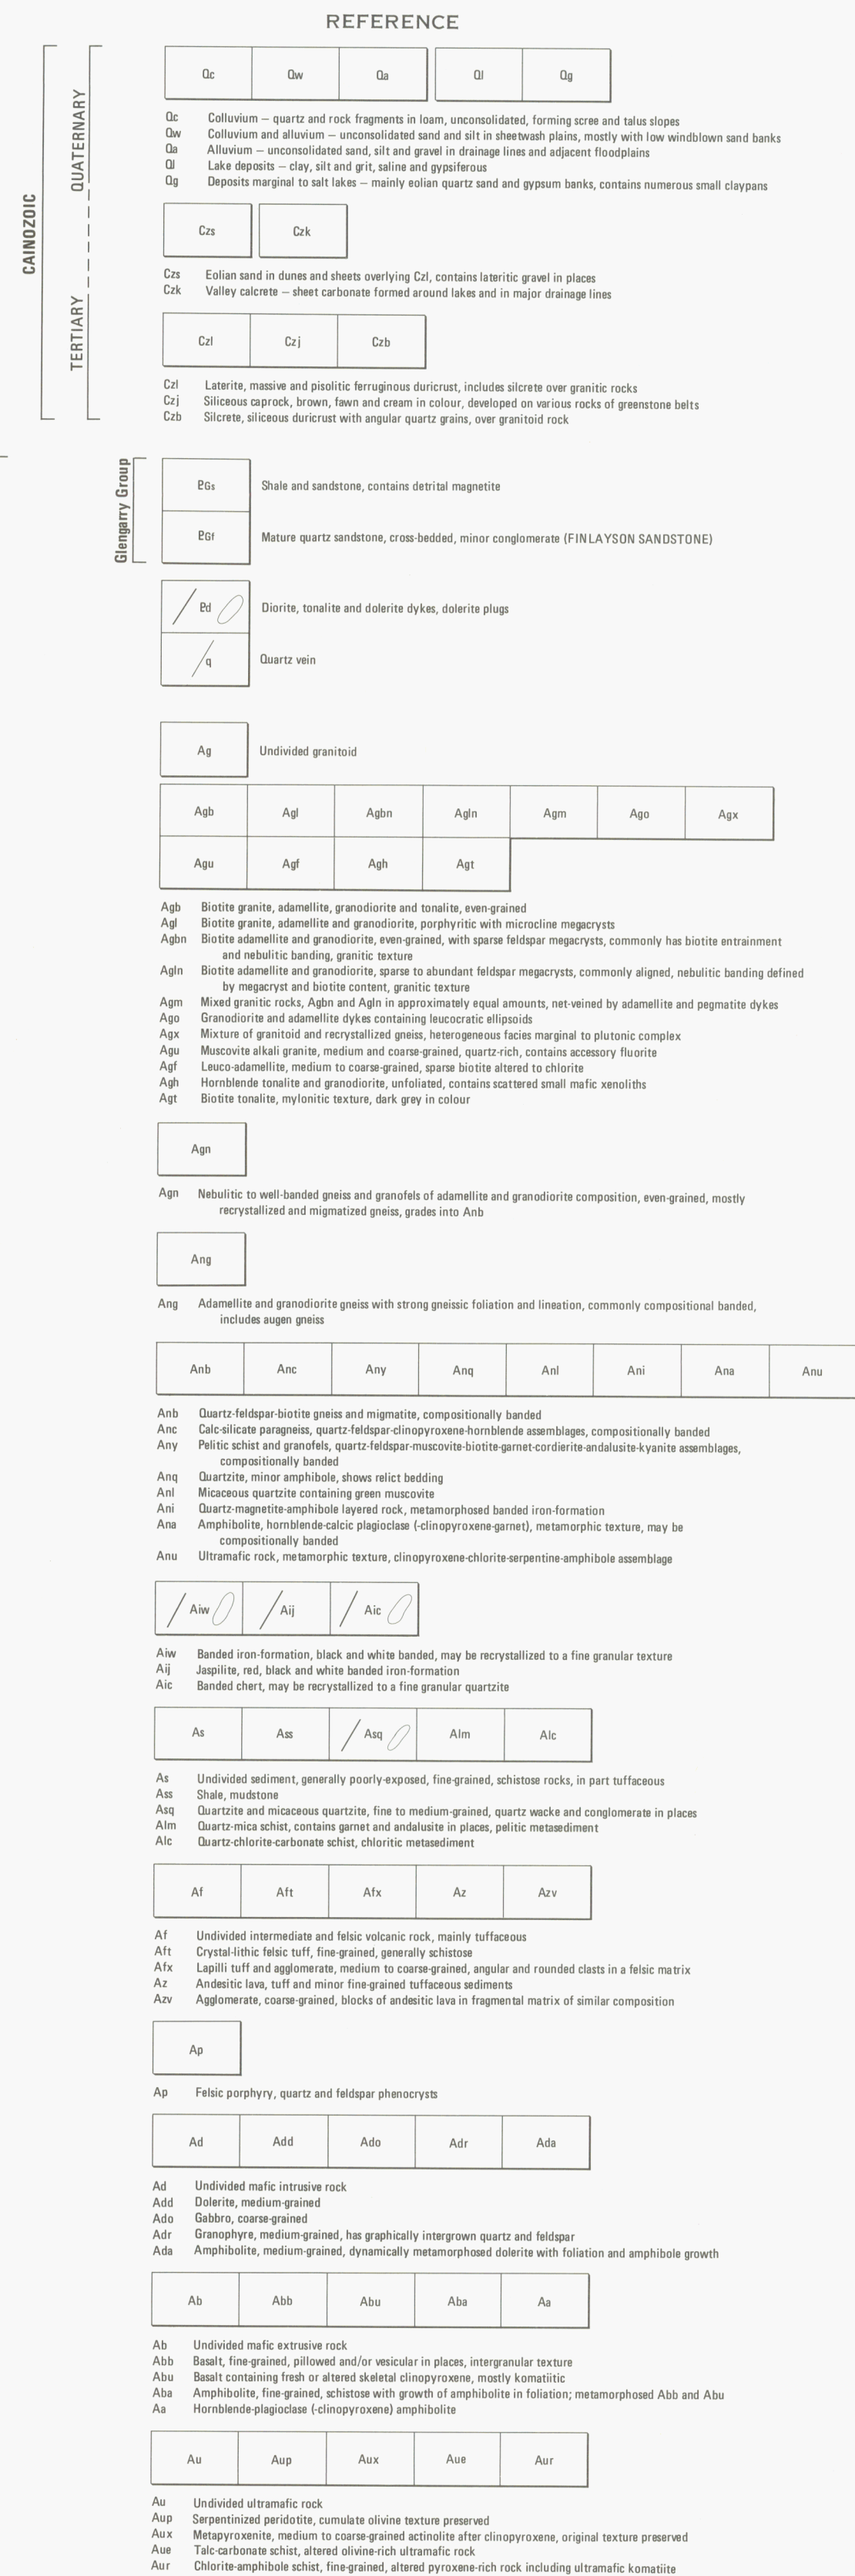 REFERENCE
CAINOZOIC
QUATERNARY
TERTIARY
Qc Qw Qa Ql Qg
Qc Colluvium — quartz and rock fragments in loam, unconsolidated, forming scree and talus slopes
Qw Colluvium and alluvium — unconsolidated sand and silt in sheetwash plains, mostly with low windblown sand banks
Qa Alluvium — unconsolidated sand, silt and gravel in drainage lines and adjacent floodplains
Ql Lake deposits — clay, silt and grit, saline and gypsiferous
Qg Deposits marginal to salt lakes — mainly eolian quartz sand and gypsum banks, contains numerous small claypans
Czs Czk
Czs Eolian sand in dunes and sheets overlying Czl, contains lateritic gravel in places
Czk Valley calcrete — sheet carbonate formed around lakes and in major drainage lines
Czl Czj Czb
Czl Laterite, massive and pisolitic ferruginous duricrust, includes silcrete over granitic rocks
Czj Siliceous caprock, brown, fawn and cream in colour, developed on various rocks of greenstone belts
Czb Silcrete, siliceous duricrust with angular quartz grains, over granitoid rock
Glengarry Group
PGs Shale and sandstone, contains detrital magnetite
PGf Mature quartz sandstone, cross-bedded, minor conglomerate (FINLAYSON SANDSTONE)
Pd Diorite, tonalite and dolerite dykes, dolerite plugs
q Quartz vein
Ag Undivided granitoid
Agb Agl Agbn Agln Agm Ago Agx
Agu Agf Agh Agt
Agb Biotite granite, adamellite, granodiorite and tonalite, even-grained
Agl Biotite granite, adamellite and granodiorite, porphyritic with microcline megacrysts
Agbn Biotite adamellite and granodiorite, even-grained, with sparse feldspar megacrysts, commonly has biotite entrainment
and nebulitic banding, granitic texture
Agln Biotite adamellite and granodiorite, sparse to abundant feldspar megacrysts, commonly aligned, nebulitic banding defined
by megacryst and biotite content, granitic texture
Agm Mixed granitic rocks, Agbn and Agln in approximately equal amounts, net-veined by adamellite and pegmatite dykes
Ago Granodiorite and adamellite dykes containing leucocratic ellipsoids
Agx Mixture of granitoid and recrystallized gneiss, heterogeneous facies marginal to plutonic complex
Agu Muscovite alkali granite, medium and coarse-grained, quartz-rich, contains accessory fluorite
Agf Leuco-adamellite, medium to coarse-grained, sparse biotite altered to chlorite
Agh Hornblende tonalite and granodiorite, unfoliated, contains scattered small mafic xenoliths
Agt Biotite tonalite, mylonitic texture, dark grey in colour
Agn
Agn Nebulitic to well-banded gneiss and granofels of adamellite and granodiorite composition, even-grained, mostly
recrystallized and migmatized gneiss, grades into Anb
Ang
Ang Adamellite and granodiorite gneiss with strong gneissic foliation and lineation, commonly compositional banded,
includes augen gneiss
Anb Anc Any Anq Anl Ani Ana Anu
Anb Quartz-feldspar-biotite gneiss and migmatite, compositionally banded
Anc Calc-silicate paragneiss, quartz-feldspar-clinopyroxene-hornblende assemblages, compositionally banded
Any Pelitic schist and granofels, quartz-feldspar-muscovite-biotite-garnet-cordierite-andalusite-kyanite assemblages,
compositionally banded
Anq Quartzite, minor amphibole, shows relict bedding
Anl Micaceous quartzite containing green muscovite
Ani Quartz-magnetite-amphibole layered rock, metamorphosed banded iron-formation
Ana Amphibolite, hornblende-calcic plagioclase (-clinopyroxene-garnet), metamorphic texture, may be
compositionally banded
Anu Ultramafic rock, metamorphic texture, clinopyroxene-chlorite-serpentine-amphibole assemblage
Aiw Aij Aic
Aiw Banded iron-formation, black and white banded, may be recrystallized to a fine granular texture
Aij Jaspilite, red, black and white banded iron-formation
Aic Banded chert, may be recrystallized to a fine granular quartzite
As Ass Asq Alm Alc
As Undivided sediment, generally poorly-exposed, fine-grained, schistose rocks, in part tuffaceous
Ass Shale, mudstone
Asq Quartzite and micaceous quartzite, fine to medium-grained, quartz wacke and conglomerate in places
Alm Quartz-mica schist, contains garnet and andalusite in places, pelitic metasediment
Alc Quartz-chlorite-carbonate schist, chloritic metasediment
Af Aft Afx Az Azv
Af Undivided intermediate and felsic volcanic rock, mainly tuffaceous
Aft Crystal-lithic felsic tuff, fine-grained, generally schistose
Afx Lapilli tuff and agglomerate, medium to coarse-grained, angular and rounded clasts in a felsic matrix
Az Andesitic lava, tuff and minor fine-grained tuffaceous sediments
Azv Agglomerate, coarse-grained, blocks of andesitic lava in fragmental matrix of similar composition
Ap
Ap Felsic porphyry, quartz and feldspar phenocrysts
Ad Add Ado Adr Ada
Ad Undivided mafic intrusive rock
Add Dolerite, medium-grained
Ado Gabbro, coarse-grained
Adr Granophyre, medium-grained, has graphically intergrown quartz and feldspar
Ada Amphibolite, medium-grained, dynamically metamorphosed dolerite with foliation and amphibole growth
Ab Abb Abu Aba Aa
Ab Undivided mafic extrusive rock
Abb Basalt, fine-grained, pillowed and/or vesicular in places, intergranular texture
Abu Basalt containing fresh or altered skeletal clinopyroxene, mostly komatiitic
Aba Amphibolite, fine-grained, schistose with growth of amphibolite in foliation; metamorphosed Abb and Abu
Aa Hornblende-plagioclase (-clinopyroxene) amphibolite
Au Aup Aux Aue Aur
Au Undivided ultramafic rock
Aup Serpentinized peridotite, cumulate olivine texture preserved
Aux Metapyroxenite, medium to coarse-grained actinolite after clinopyroxene, original texture preserved
Aue Talc-carbonate schist, altered olivine-rich ultramafic rock
Aur Chlorite-amphibole schist, fine-grained, altered pyroxene-rich rock including ultramafic komatiite